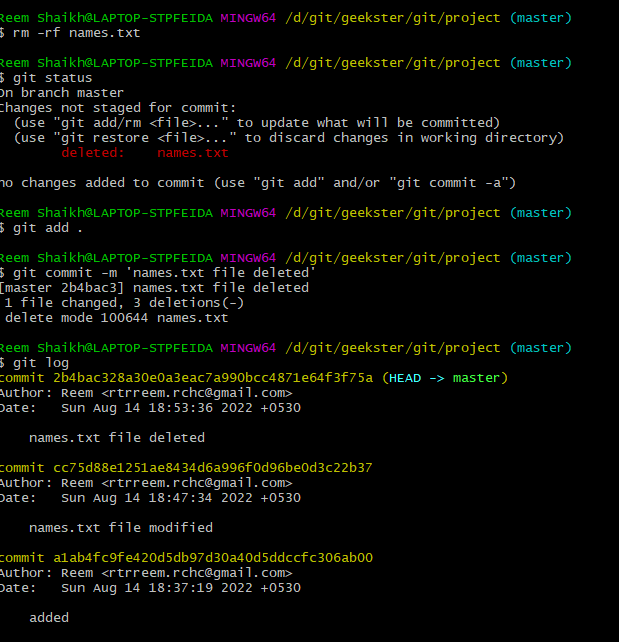 Reem Shaikh@LAPTOP-STPFEIDA MINGW64 /d/git/geekster/git/project (master)
$ rm -rf names.txt
Reem Shaikh@LAPTOP-STPFEIDA MINGW64 /d/git/geekster/git/project (master)
$ git status
On branch master
Changes not staged for commit:
  (use "git add/rm <file>..." to update what will be committed)
  (use "git restore <file>..." to discard changes in working directory)
        deleted:    names.txt
no changes added to commit (use "git add" and/or "git commit -a")
Reem Shaikh@LAPTOP-STPFEIDA MINGW64 /d/git/geekster/git/project (master)
$ git add .
Reem Shaikh@LAPTOP-STPFEIDA MINGW64 /d/git/geekster/git/project (master)
$ git commit -m 'names.txt file deleted'
[master 2b4bac3] names.txt file deleted
 1 file changed, 3 deletions(-)
 delete mode 100644 names.txt
Reem Shaikh@LAPTOP-STPFEIDA MINGW64 /d/git/geekster/git/project (master)
$ git log
commit 2b4bac328a30e0a3eac7a990bcc4871e64f3f75a (HEAD -> master)
Author: Reem <rtrreem.rchc@gmail.com>
Date:   Sun Aug 14 18:53:36 2022 +0530
    names.txt file deleted
commit cc75d88e1251ae8434d6a996f0d96be0d3c22b37
Author: Reem <rtrreem.rchc@gmail.com>
Date:   Sun Aug 14 18:47:34 2022 +0530
    names.txt file modified
commit a1ab4fc9fe420d5db97d30a40d5ddccfc306ab00
Author: Reem <rtrreem.rchc@gmail.com>
Date:   Sun Aug 14 18:37:19 2022 +0530
    added